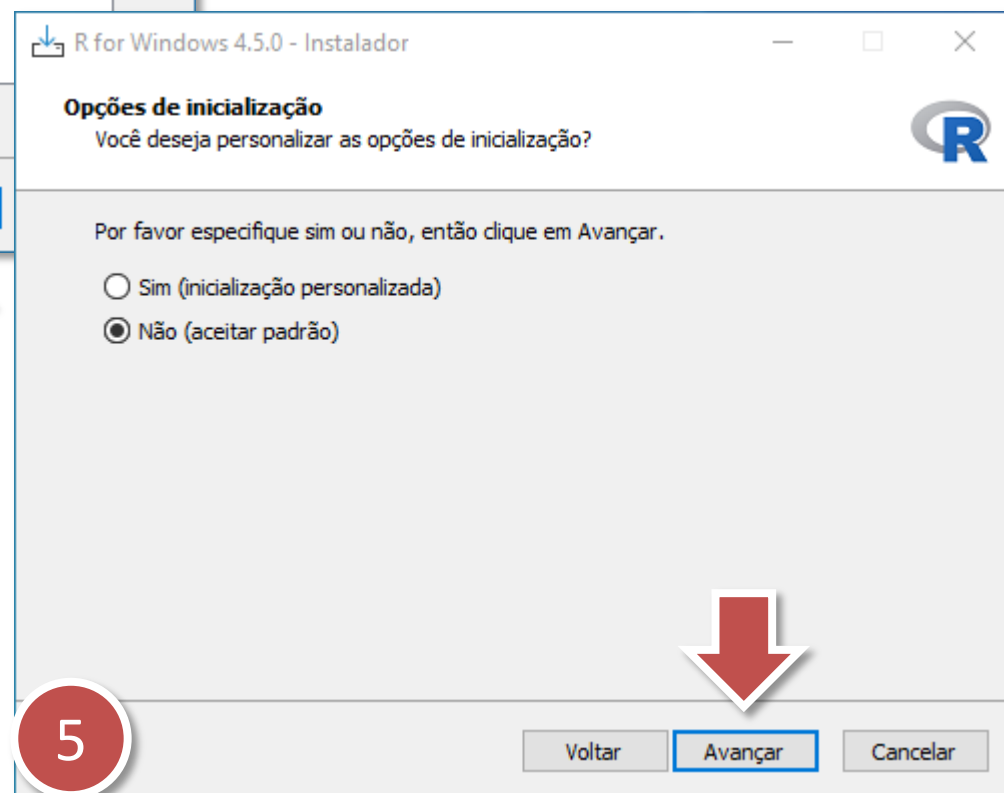 R for Windows 4.5.0 - Instalador
Opções de inicialização
Você deseja personalizar as opções de inicialização?
R
Por favor especifique sim ou não, então clique em Avançar.
Sim (inicialização personalizada)
Não (aceitar padrão)
5
Voltar Avançar Cancelar